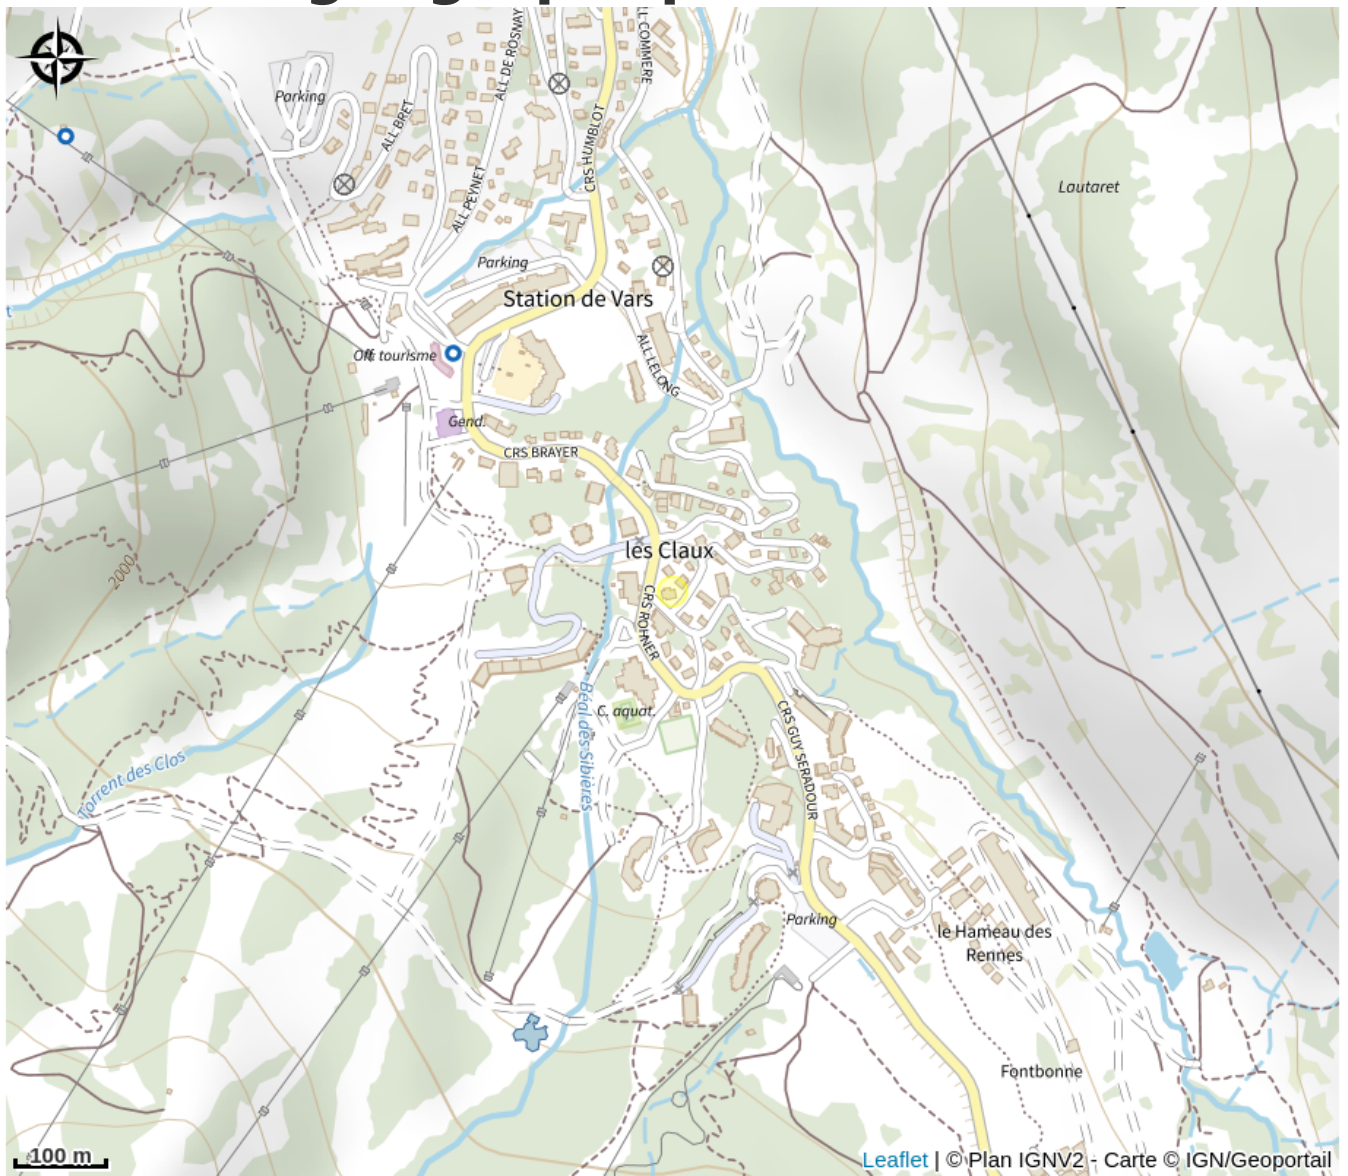 ALL DE ROSNAY
ALL COMMERE
Parking
ALL BRET
CRS HUMBLOT
ALL PEYNET
Lautaret
Parking
Station de Vars
Off. tourisme
ALL LELONG
Gend.
CRS BRAYER
les Claux
2000
CRS ROHNER
C. aquat.
Béal des Sibières
CRS GUY SERADOUR
Torrent des Clos
Parking
le Hameau des
Rennes
Fontbonne
100 m
Leaflet | © Plan IGNV2 - Carte © IGN/Geoportail